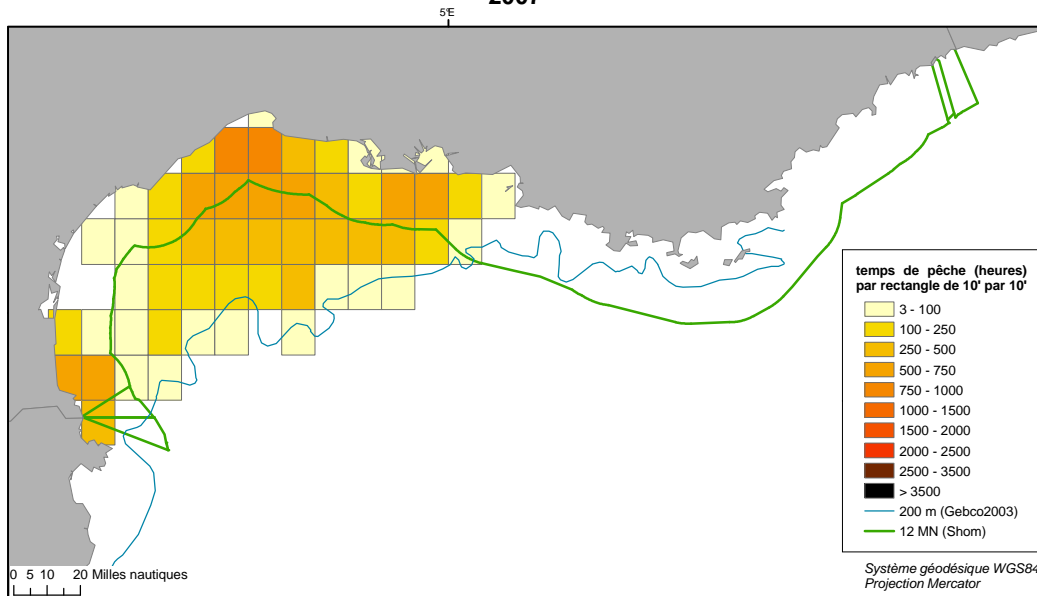 5°E
temps de pêche (heures)
par rectangle de 10' par 10'
3 - 100
100 - 250
250 - 500
500 - 750
750 - 1000
1000 - 1500
1500 - 2000
2000 - 2500
2500 - 3500
> 3500
200 m (Gebco2003)
12 MN (Shom)
0 5 10 20 Milles nautiques
Système géodésique WGS84
Projection Mercator